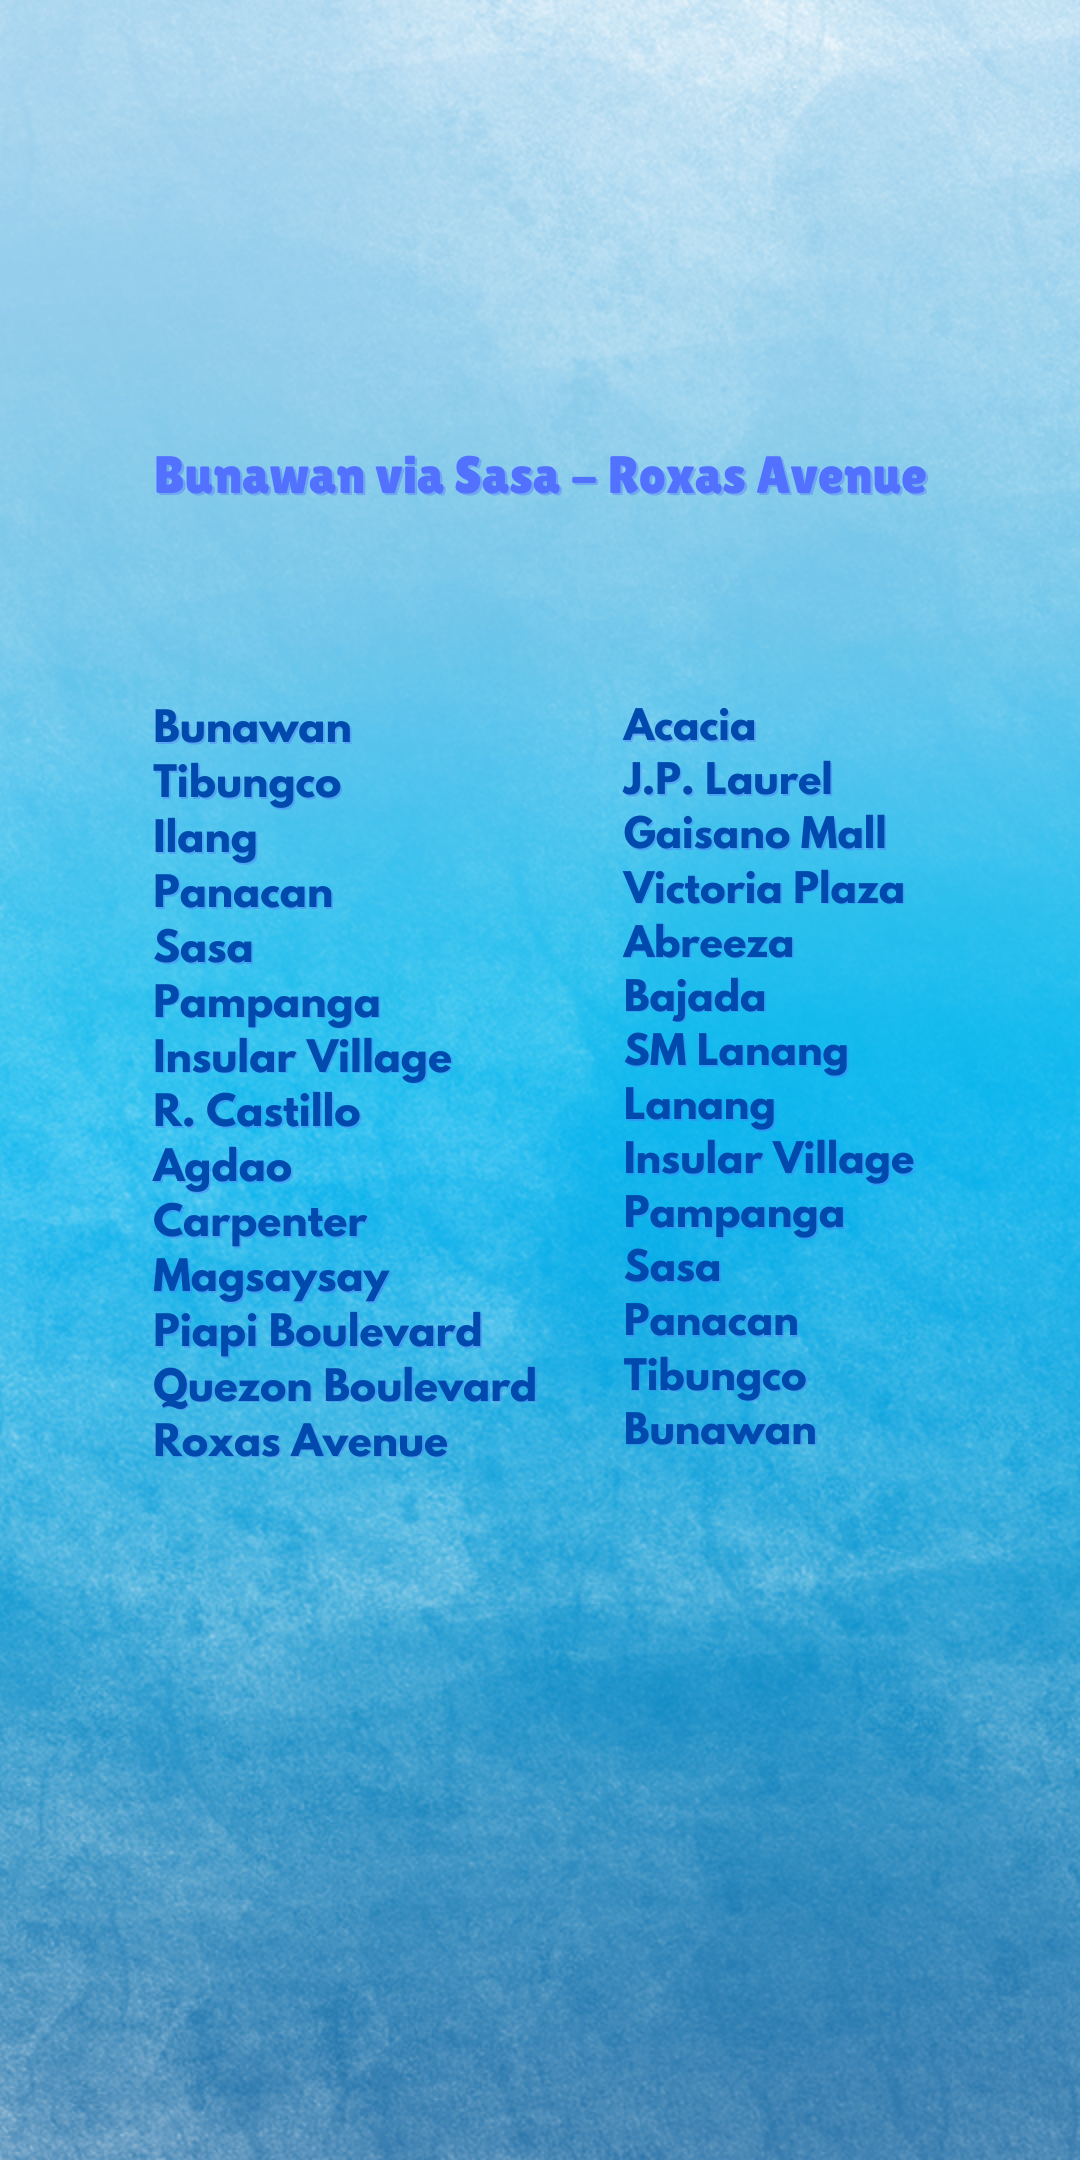 Bunawan via Sasa – Roxas Avenue
Bunawan
Tibungco
Ilang
Panacan
Sasa
Pampanga
Insular Village
R. Castillo
Agdao
Carpenter
Magsaysay
Piapi Boulevard
Quezon Boulevard
Roxas Avenue
Acacia
J.P. Laurel
Gaisano Mall
Victoria Plaza
Abreeza
Bajada
SM Lanang
Lanang
Insular Village
Pampanga
Sasa
Panacan
Tibungco
Bunawan